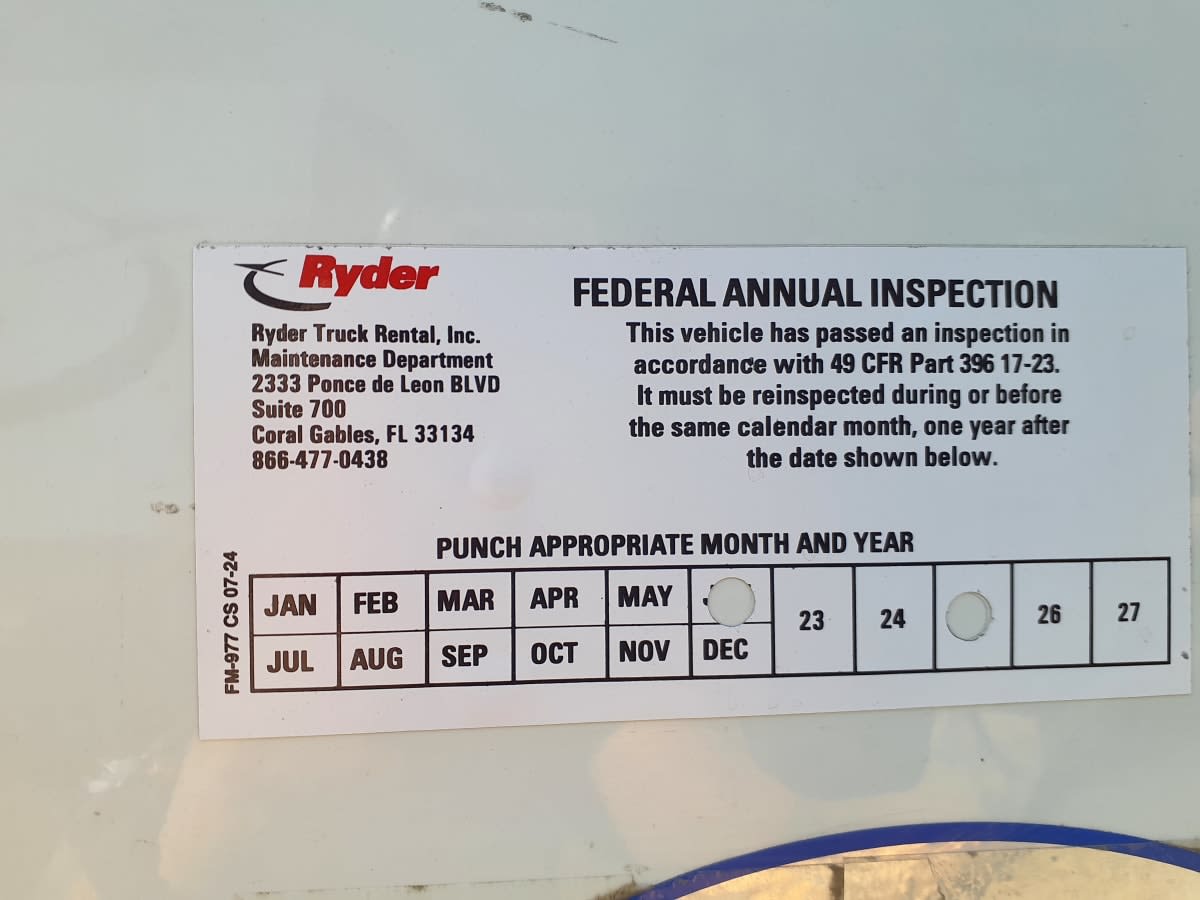 Ryder
Ryder Truck Rental, Inc.
Maintenance Department
2333 Ponce de Leon BLVD
Suite 700
Coral Gables, FL 33134
866-477-0438
FEDERAL ANNUAL INSPECTION
This vehicle has passed an inspection in
accordance with 49 CFR Part 396 17-23.
It must be reinspected during or before
the same calendar month, one year after
the date shown below.
PUNCH APPROPRIATE MONTH AND YEAR
JAN FEB MAR APR MAY 23 24 26 27
JUL AUG SEP OCT NOV DEC
FM-977 CS 07-24